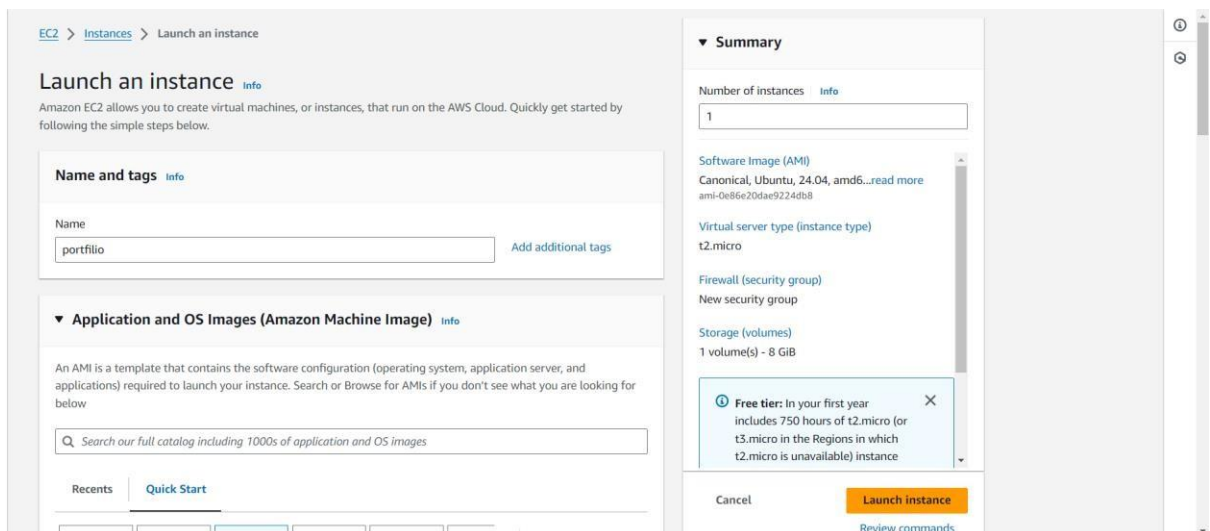 EC2 > Instances > Launch an instance
Launch an instance Info
Amazon EC2 allows you to create virtual machines, or instances, that run on the AWS Cloud. Quickly get started by
following the simple steps below.
Name and tags Info
Name
portfilio
Add additional tags
▼ Application and OS Images (Amazon Machine Image) Info
An AMI is a template that contains the software configuration (operating system, application server, and
applications) required to launch your instance. Search or Browse for AMIs if you don't see what you are looking for
below
Search our full catalog including 1000s of application and OS images
Recents
Quick Start
▼ Summary
Number of instances Info
1
Software Image (AMI)
Canonical, Ubuntu, 24.04, amd6...read more
ami-0e86e20dae9224db8
Virtual server type (instance type)
t2.micro
Firewall (security group)
New security group
Storage (volumes)
1 volume(s) - 8 GiB
Free tier: In your first year
includes 750 hours of t2.micro (or
t3.micro in the Regions in which
t2.micro is unavailable) instance
Cancel
Launch instance
Review commands